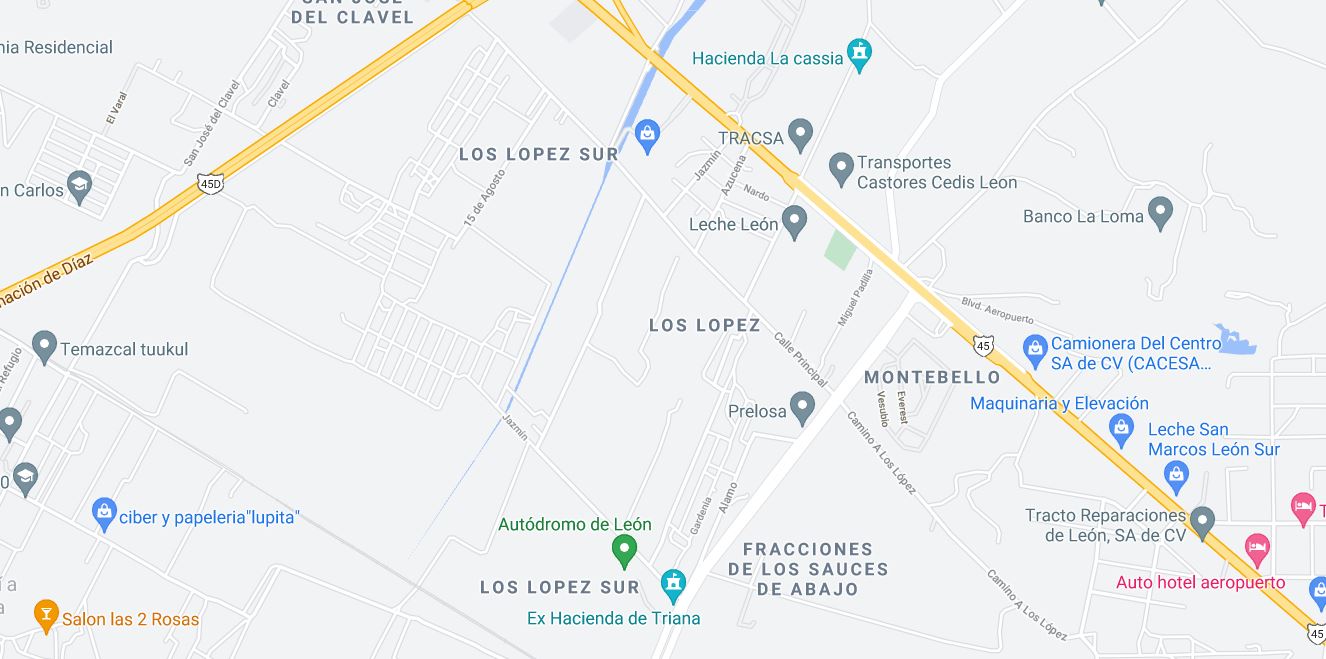 SAN JOSÉ
DEL CLAVEL
nia Residencial
Hacienda La cassia
El Varal
San José del Clavel
Clavel
TRACSA
LOS LOPEZ SUR
Jazmín
Azucena
Transportes
Castores Cedis Leon
Nardo
45D
n Carlos
15 de Agosto
Leche León
Banco La Loma
nación de Díaz
Miguel Padilla
Blvd. Aeropuerto
LOS LOPEZ
Calle Principal
45
Camionera Del Centro
SA de CV (CACESA...
Temazcal tuukul
Refugio
MONTEBELLO
Everest
Vesubio
Maquinaria y Elevación
Prelosa
Jazmín
Camino A Los López
Leche San
Marcos León Sur
0
Gardenia
Alamo
ciber y papeleria"lupita"
Autódromo de León
Tracto Reparaciones
de León, SA de CV
T
FRACCIONES
DE LOS SAUCES
DE ABAJO
LOS LOPEZ SUR
Camino A Los López
Auto hotel aeropuerto
í a
a
Salon las 2 Rosas
Ex Hacienda de Triana
45